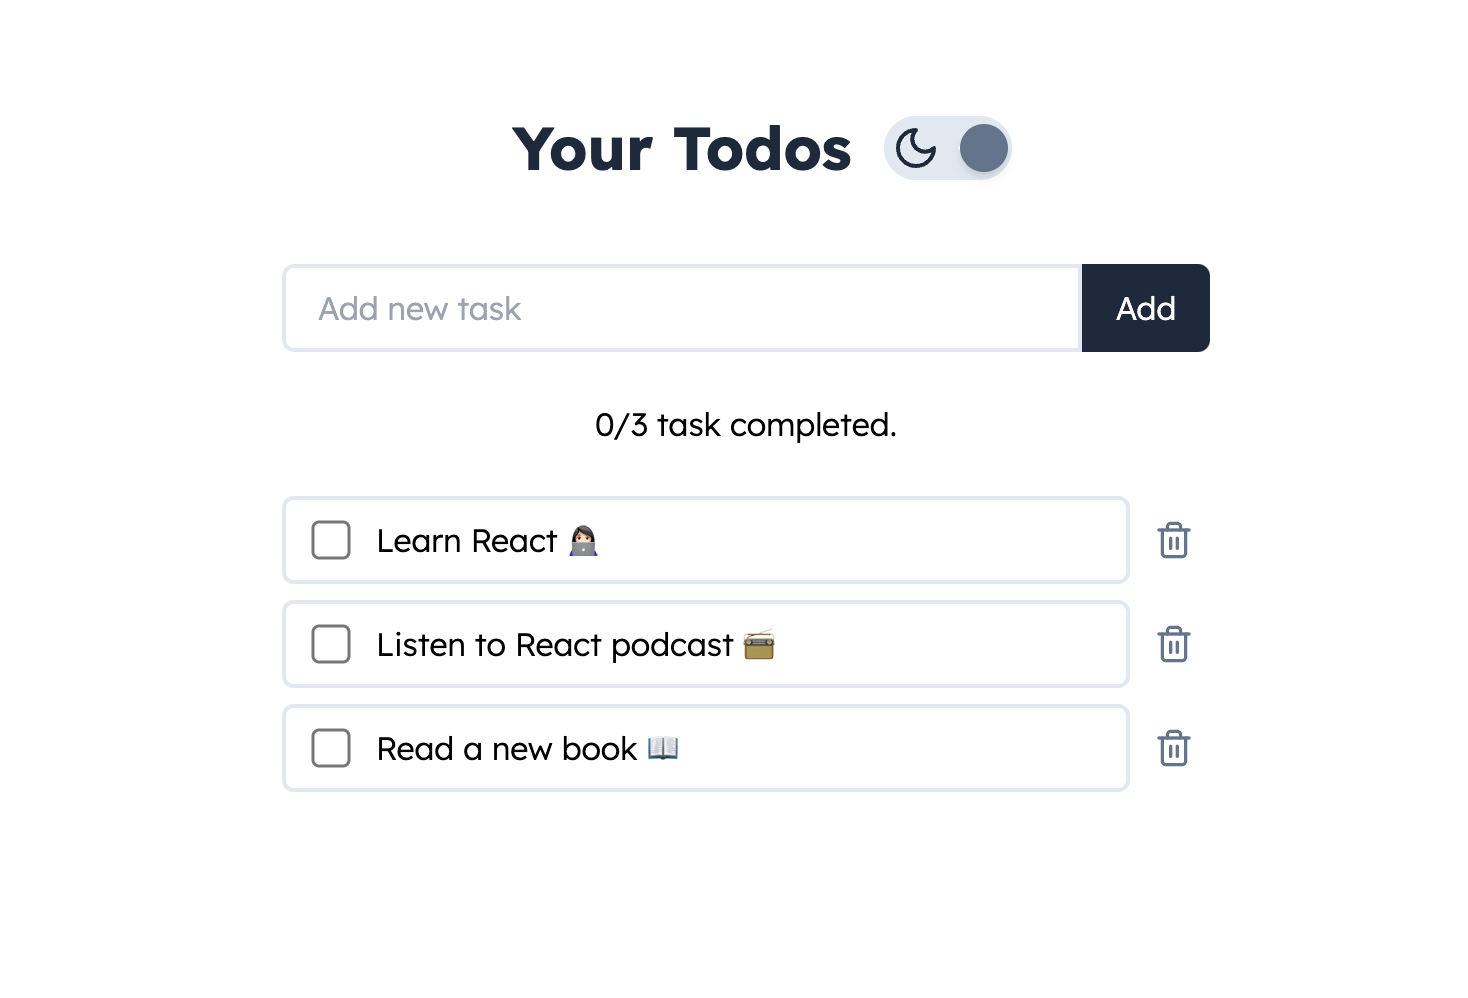 Your Todos
Add new task
Add
0/3 task completed.
Learn React 👩🏻‍💻
Listen to React podcast 📻
Read a new book 📖